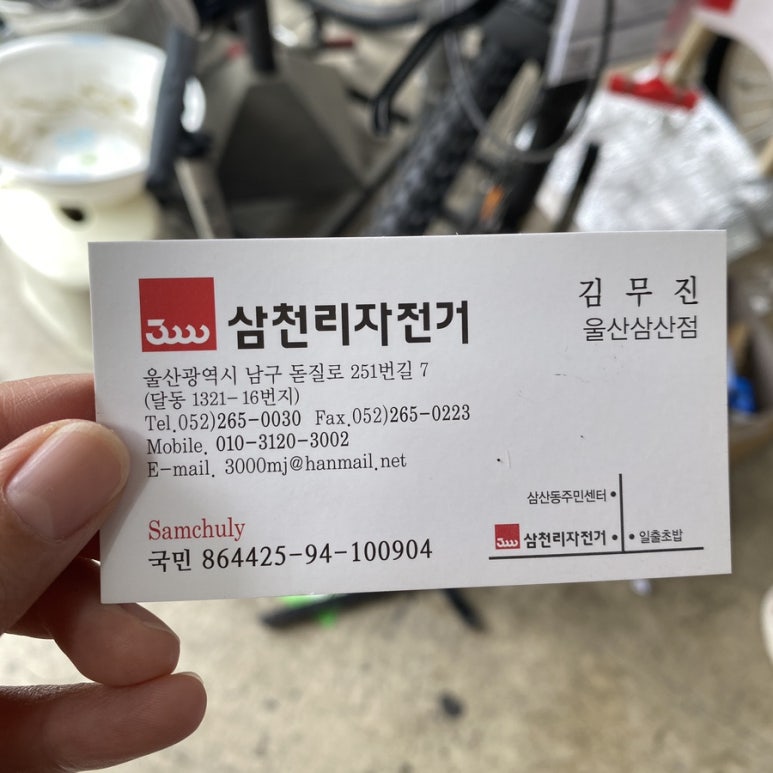 3000 삼천리자전거
김 무 진
울산삼산점
울산광역시 남구 돋질로 251번길 7
(달동 1321-16번지)
Tel.052)265-0030 Fax.052)265-0223
Mobile. 010-3120-3002
E-mail. 3000mj@hanmail.net
Samchuly
국민 864425-94-100904
삼산동주민센터
3000 삼천리자전거
일출초밥